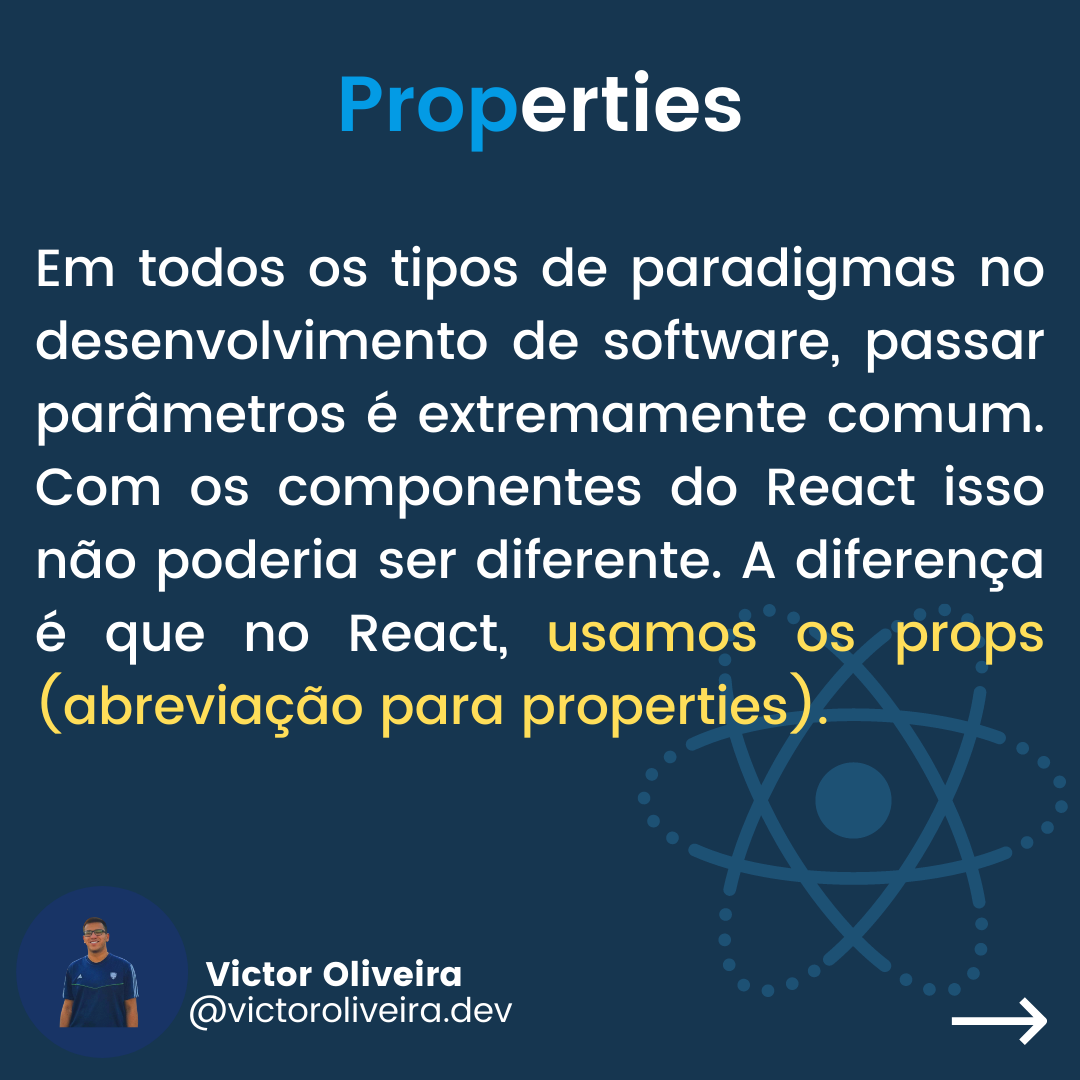 Properties
Em todos os tipos de paradigmas no
desenvolvimento de software, passar
parâmetros é extremamente comum.
Com os componentes do React isso
não poderia ser diferente. A diferença
é que no React, usamos os props
(abreviação para properties).
Victor Oliveira
@victoroliveira.dev